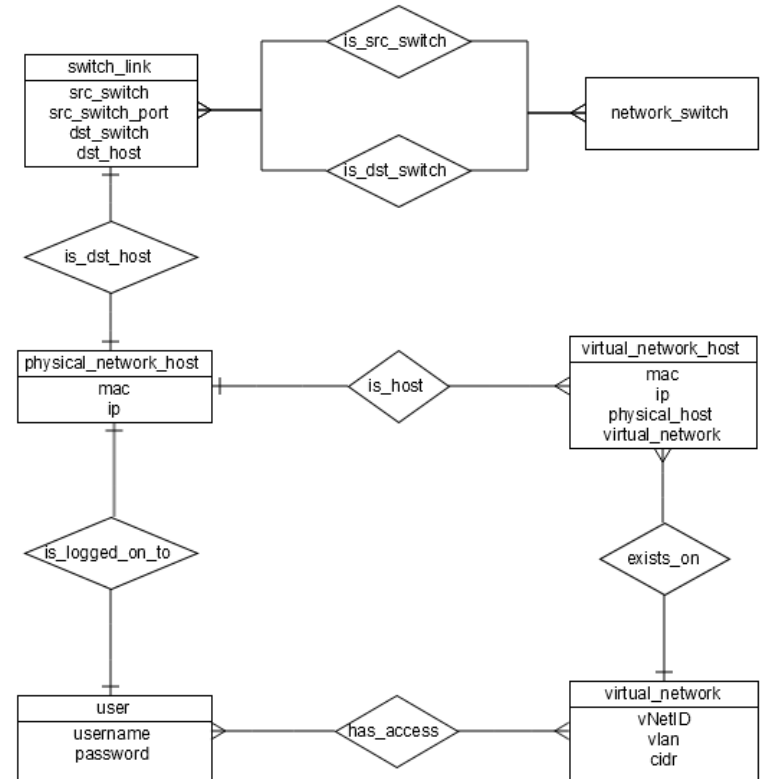 is_src_switch
switch_link
src_switch
src_switch_port
dst_switch
dst_host
network_switch
is_dst_switch
is_dst_host
physical_network_host
mac
ip
is_host
virtual_network_host
mac
ip
physical_host
virtual_network
is_logged_on_to
exists_on
user
username
password
has_access
virtual_network
vNetID
vlan
cidr